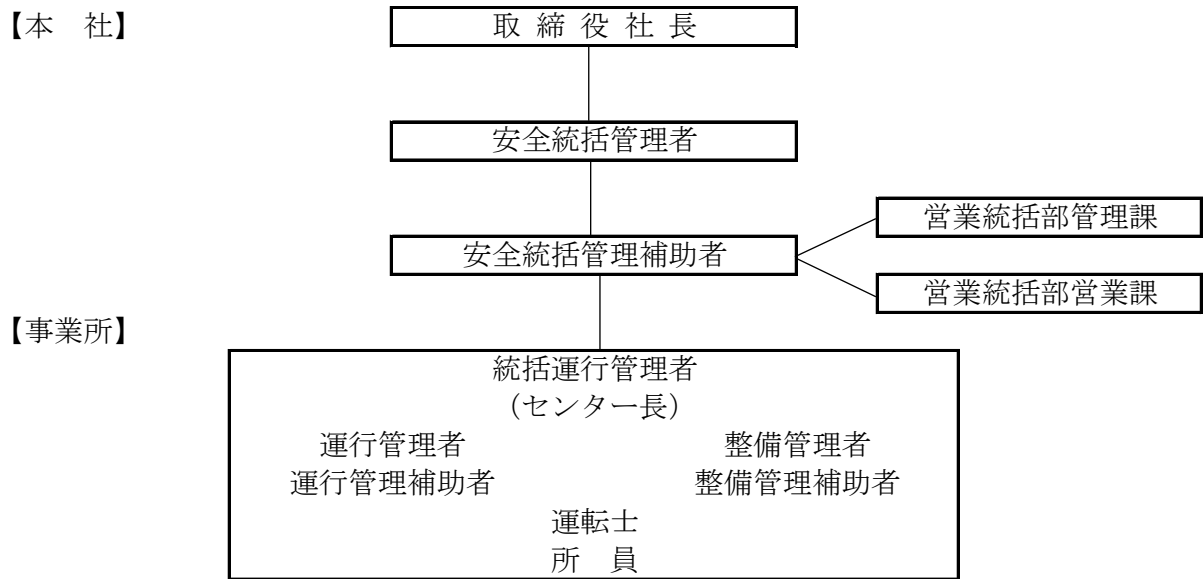 【本　社】
取 締 役 社 長
安全統括管理者
営業統括部管理課
安全統括管理補助者
営業統括部営業課
【事業所】
統括運行管理者
（センター長）
運行管理者　整備管理者
運行管理補助者　整備管理補助者
運転士
所　員